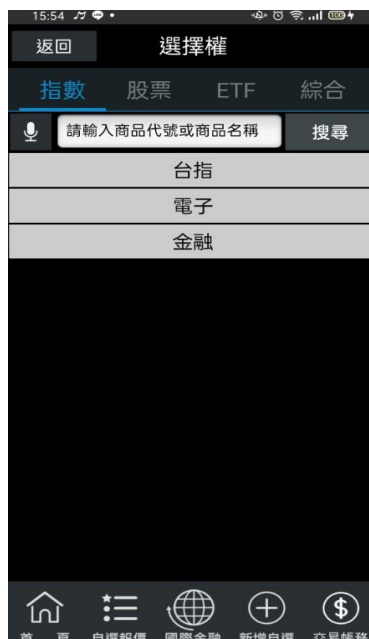 15:54
返回
選擇權
指數 股票 ETF 綜合
請輸入商品代號或商品名稱 搜尋
台指
電子
金融
首 頁 自選報價 國際金融 新增自選 交易帳務